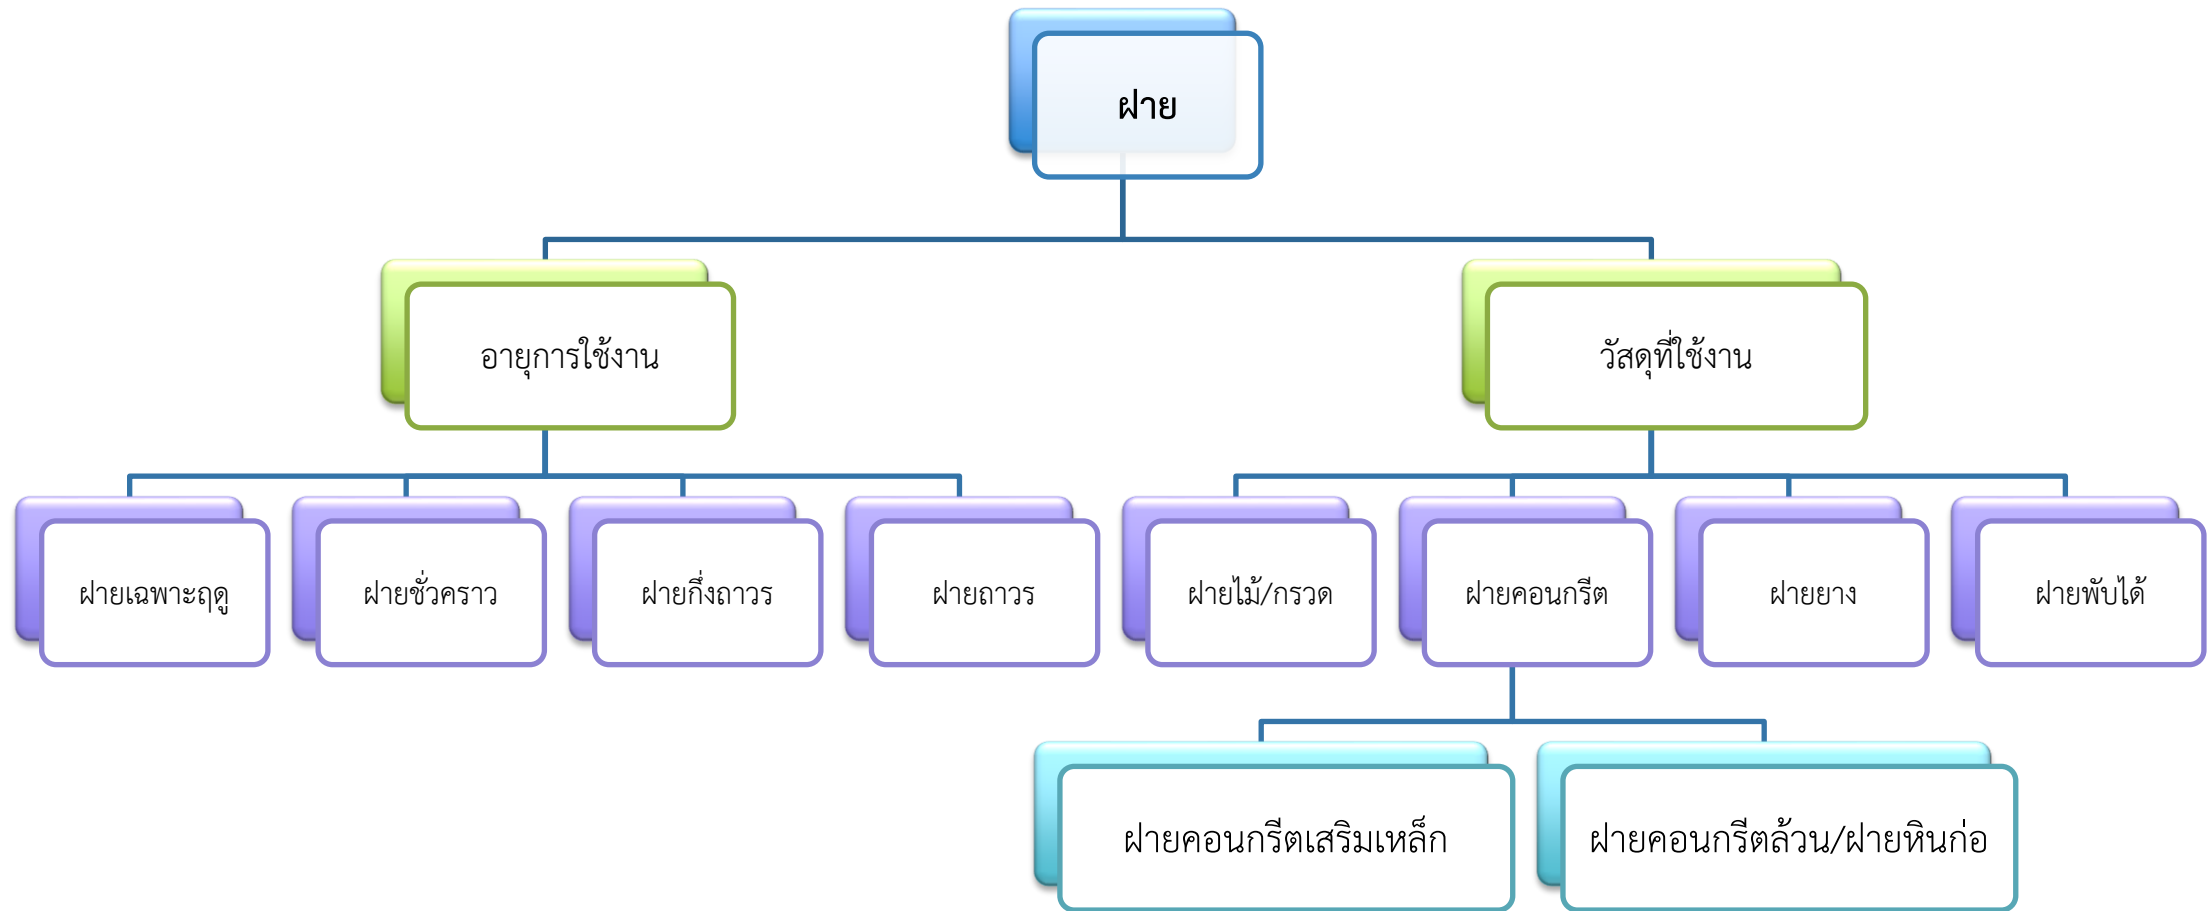 ฝาย
อายุการใช้งาน
วัสดุที่ใช้งาน
ฝายเฉพาะฤดู
ฝายชั่วคราว
ฝายกึ่งถาวร
ฝายถาวร
ฝายไม้/กรวด
ฝายคอนกรีต
ฝายยาง
ฝายพับได้
ฝายคอนกรีตเสริมเหล็ก
ฝายคอนกรีตล้วน/ฝายหินก่อ